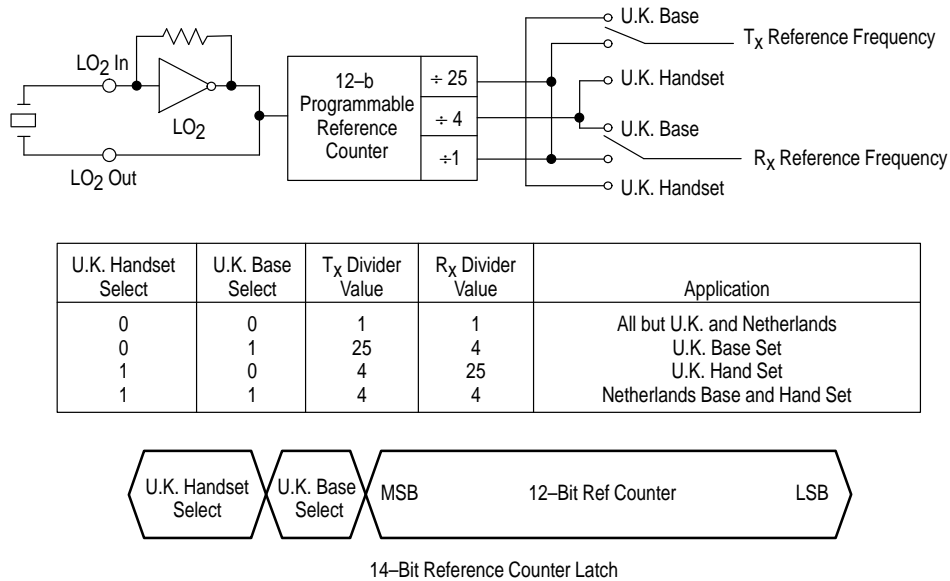 U.K. Base
Tx Reference Frequency
LO2 In
12–b
Programmable
Reference
Counter
÷ 25
÷ 4
÷1
U.K. Handset
LO2
U.K. Base
Rx Reference Frequency
LO2 Out
U.K. Handset
U.K. Handset Select U.K. Base Select Tx Divider Value Rx Divider Value Application
0 0 1 1 All but U.K. and Netherlands
0 1 25 4 U.K. Base Set
1 0 4 25 U.K. Hand Set
1 1 4 4 Netherlands Base and Hand Set
U.K. Handset Select U.K. Base Select MSB 12–Bit Ref Counter LSB
14–Bit Reference Counter Latch